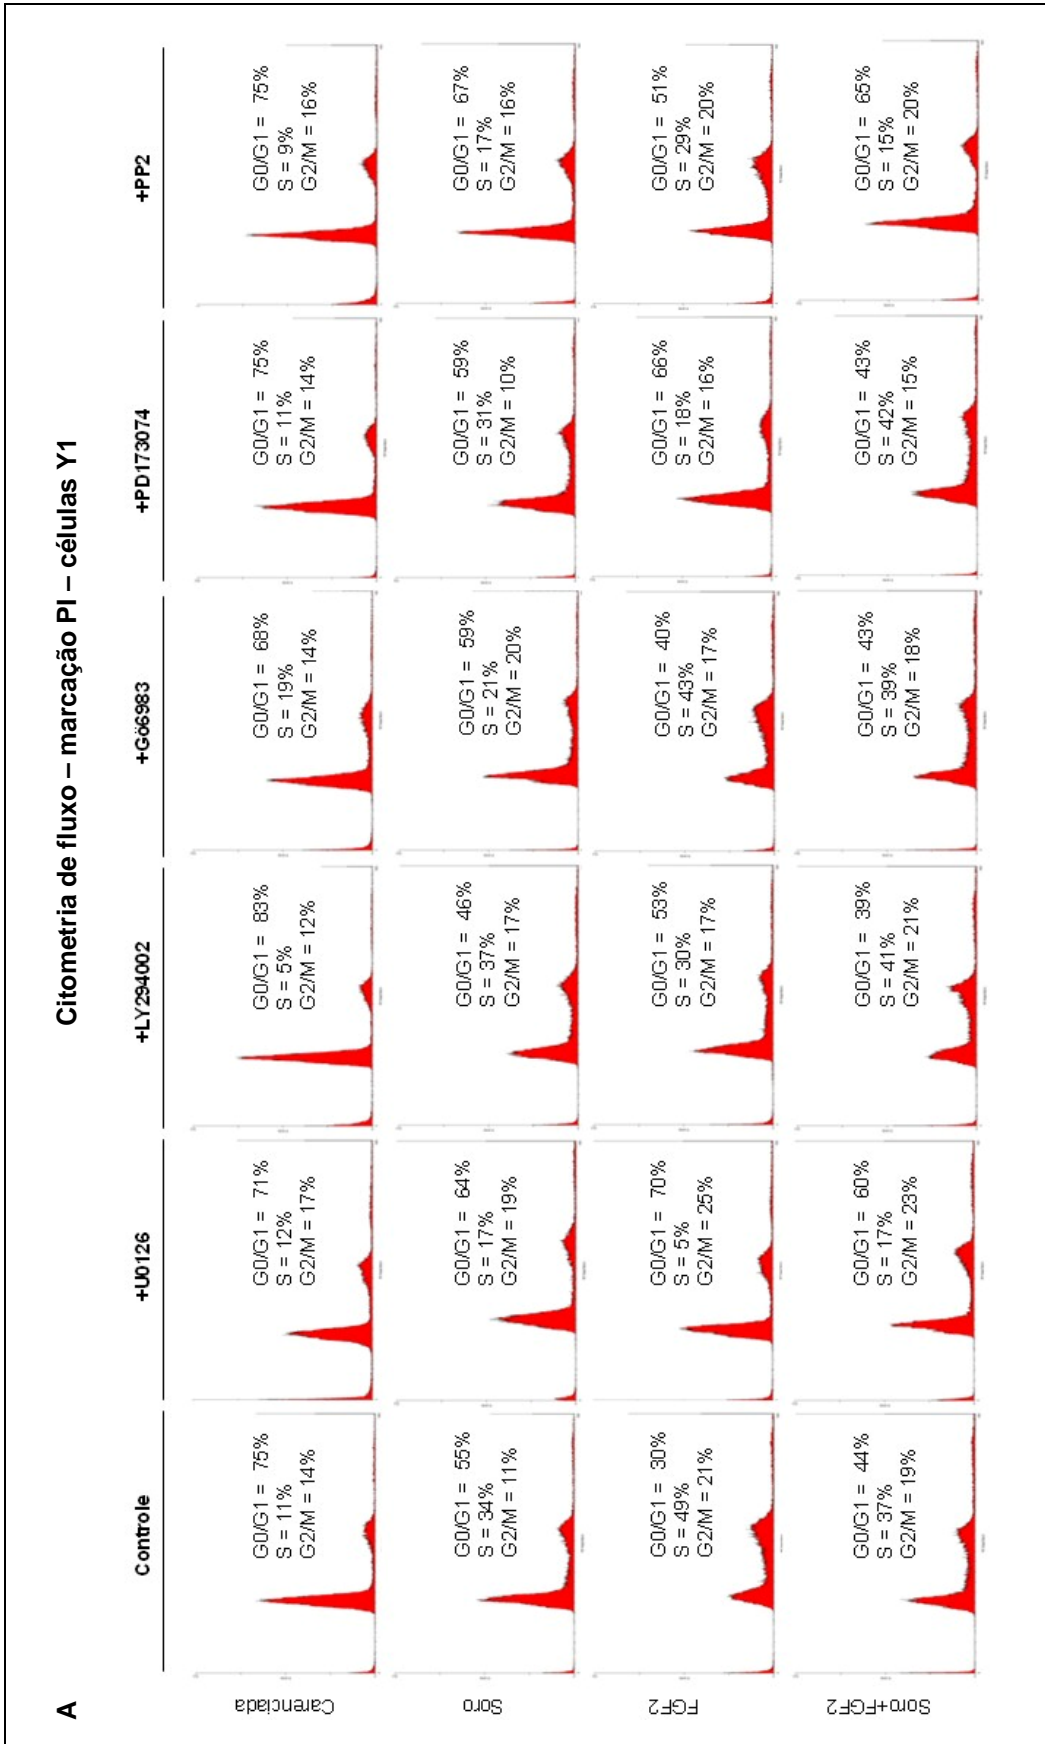 A
Citometria de fluxo – marcação PI – células Y1
Controle
+U0126
+LY294002
+Gö6983
+PD173074
+PP2
Carenciada
G0/G1 = 75%
S = 11%
G2/M = 14%
G0/G1 = 71%
S = 12%
G2/M = 17%
G0/G1 = 83%
S = 5%
G2/M = 12%
G0/G1 = 68%
S = 19%
G2/M = 14%
G0/G1 = 75%
S = 11%
G2/M = 14%
G0/G1 = 75%
S = 9%
G2/M = 16%
Soro
G0/G1 = 55%
S = 34%
G2/M = 11%
G0/G1 = 64%
S = 17%
G2/M = 19%
G0/G1 = 46%
S = 37%
G2/M = 17%
G0/G1 = 59%
S = 21%
G2/M = 20%
G0/G1 = 59%
S = 31%
G2/M = 10%
G0/G1 = 67%
S = 17%
G2/M = 16%
FGF2
G0/G1 = 30%
S = 49%
G2/M = 21%
G0/G1 = 70%
S = 5%
G2/M = 25%
G0/G1 = 53%
S = 30%
G2/M = 17%
G0/G1 = 40%
S = 43%
G2/M = 17%
G0/G1 = 66%
S = 18%
G2/M = 16%
G0/G1 = 51%
S = 29%
G2/M = 20%
Soro+FGF2
G0/G1 = 44%
S = 37%
G2/M = 19%
G0/G1 = 60%
S = 17%
G2/M = 23%
G0/G1 = 39%
S = 41%
G2/M = 21%
G0/G1 = 43%
S = 39%
G2/M = 18%
G0/G1 = 43%
S = 42%
G2/M = 15%
G0/G1 = 65%
S = 15%
G2/M = 20%